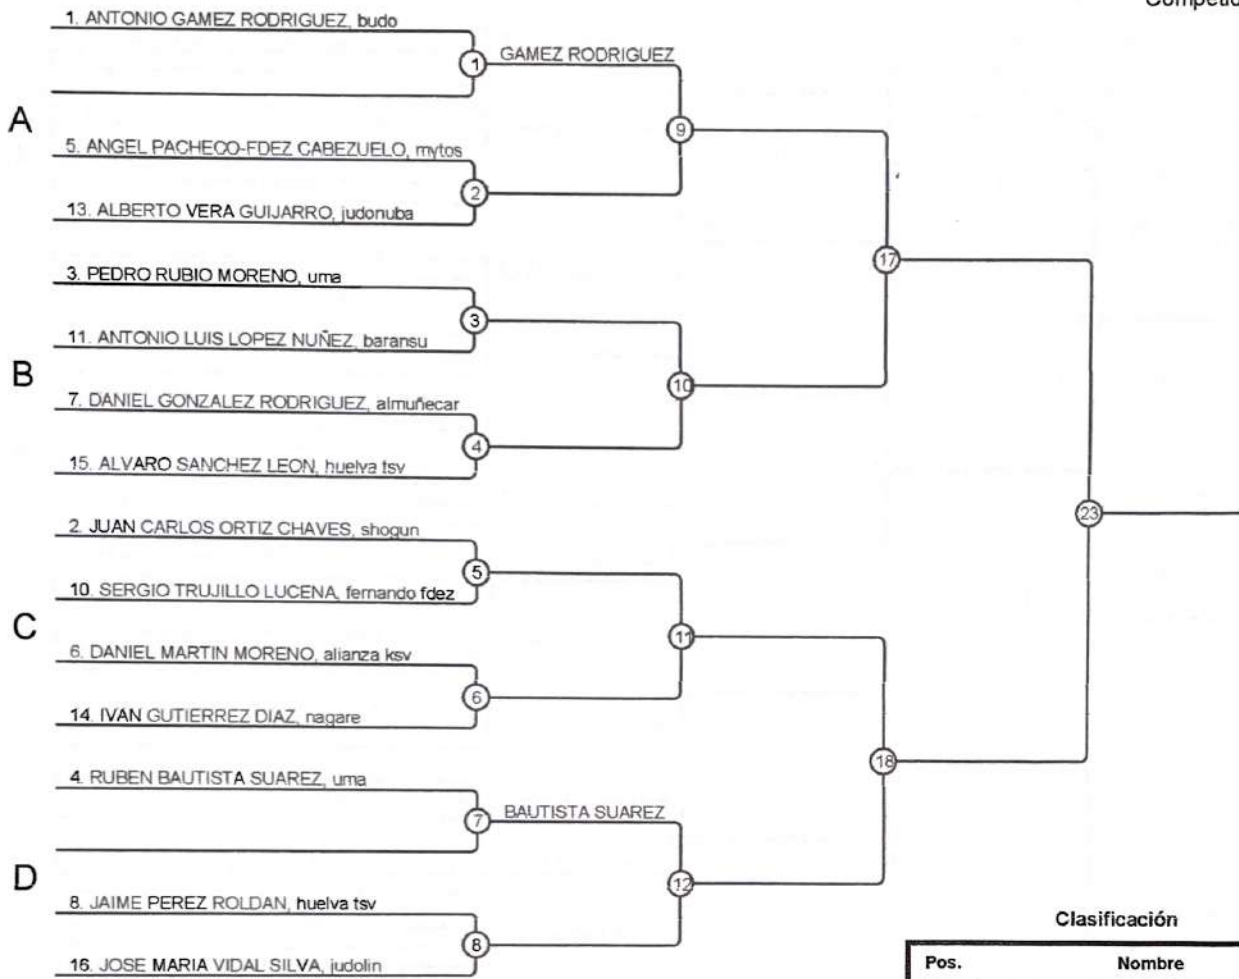 Competid
1. ANTONIO GAMEZ RODRIGUEZ, budo
1
GAMEZ RODRIGUEZ
A
9
5. ANGEL PACHECO-FDEZ CABEZUELO, mytos
2
13. ALBERTO VERA GUIJARRO, judonuba
17
3. PEDRO RUBIO MORENO, uma
3
11. ANTONIO LUIS LOPEZ NUÑEZ, baransu
B
10
7. DANIEL GONZALEZ RODRIGUEZ, almuñecar
4
15. ALVARO SANCHEZ LEON, huelva tsv
23
2. JUAN CARLOS ORTIZ CHAVES, shogun
5
10. SERGIO TRUJILLO LUCENA, fernando fdez
C
11
6. DANIEL MARTIN MORENO, alianza ksv
6
14. IVAN GUTIERREZ DIAZ, nagare
18
4. RUBEN BAUTISTA SUAREZ, uma
7
BAUTISTA SUAREZ
D
12
8. JAIME PEREZ ROLDAN, huelva tsv
8
16. JOSE MARIA VIDAL SILVA, judolin
Clasificación
Pos. Nombre